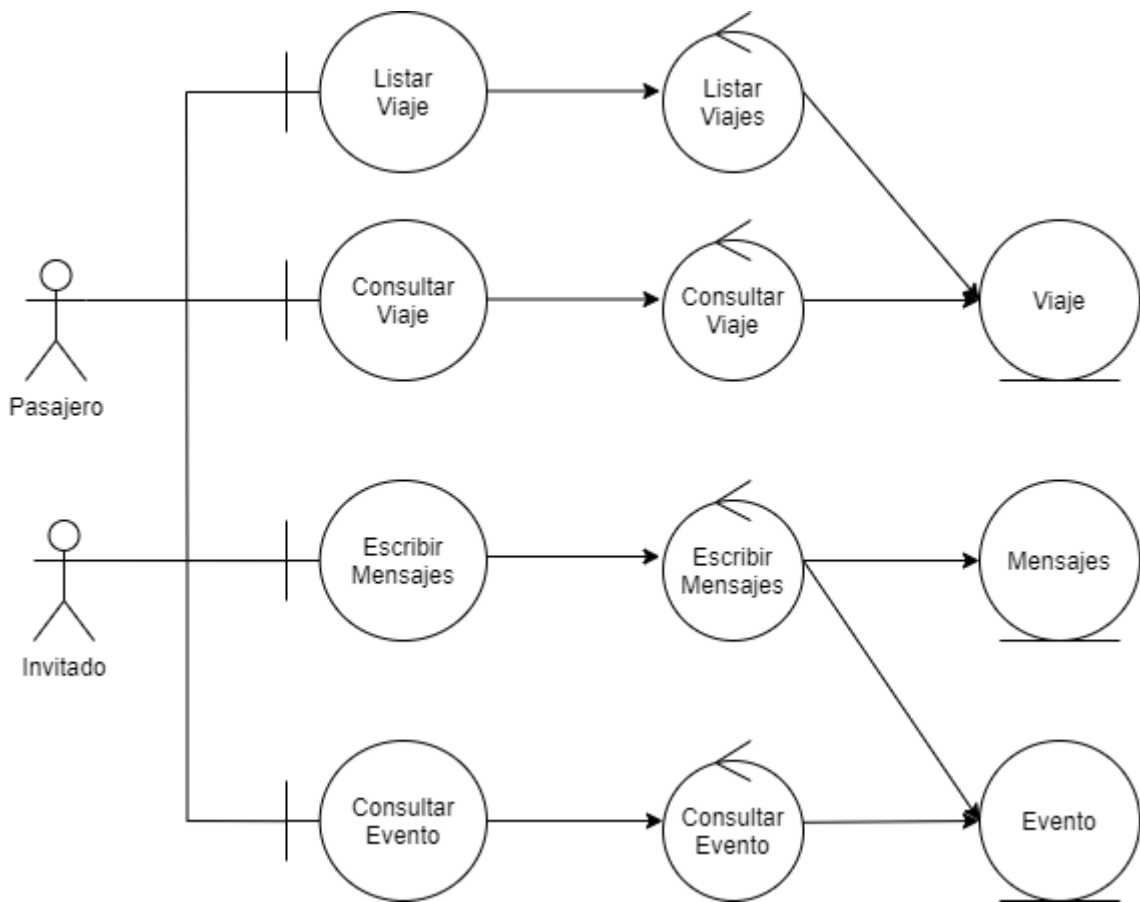 Listar
Viaje
Listar
Viajes
Consultar
Viaje
Consultar
Viaje
Viaje
Pasajero
Escribir
Mensajes
Escribir
Mensajes
Mensajes
Invitado
Consultar
Evento
Consultar
Evento
Evento